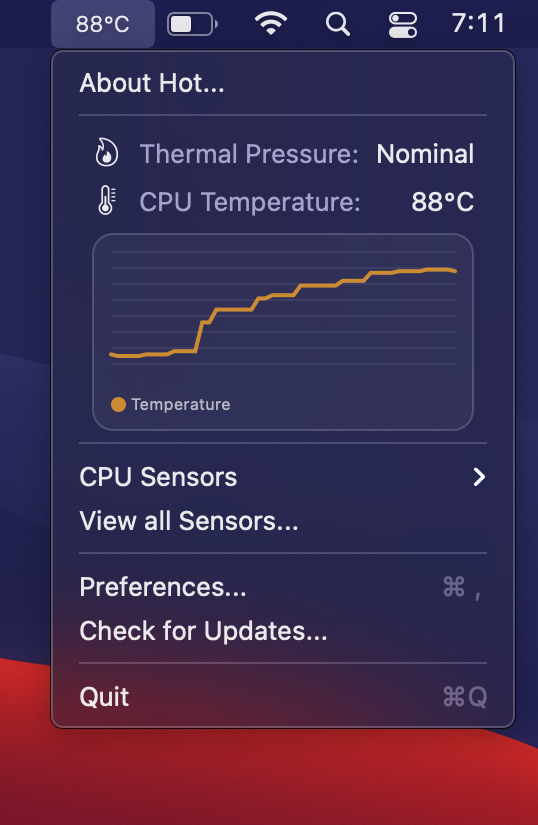 88°C 7:11
About Hot...
Thermal Pressure: Nominal
CPU Temperature: 88°C
Temperature
CPU Sensors
View all Sensors...
Preferences... ⌘ ,
Check for Updates...
Quit ⌘Q